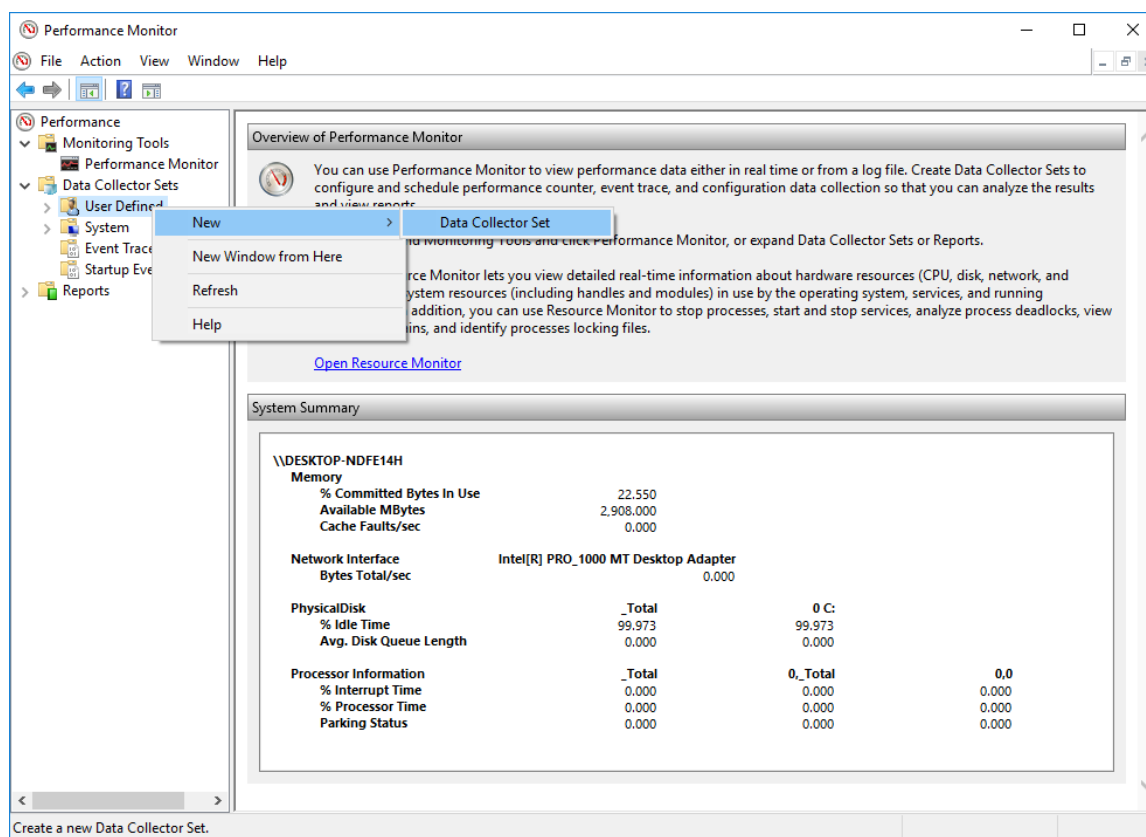 Performance Monitor
File Action View Window Help
Performance
Monitoring Tools
Performance Monitor
Data Collector Sets
User Defined
System
Event Trace
Startup Eve
Reports
New
Data Collector Set
New Window from Here
Refresh
Help
Overview of Performance Monitor
You can use Performance Monitor to view performance data either in real time or from a log file. Create Data Collector Sets to
configure and schedule performance counter, event trace, and configuration data collection so that you can analyze the results
and view reports.
nd Monitoring Tools and click Performance Monitor, or expand Data Collector Sets or Reports.
rce Monitor lets you view detailed real-time information about hardware resources (CPU, disk, network, and
ystem resources (including handles and modules) in use by the operating system, services, and running
addition, you can use Resource Monitor to stop processes, start and stop services, analyze process deadlocks, view
ins, and identify processes locking files.
Open Resource Monitor
System Summary
\\DESKTOP-NDFE14H
Memory
% Committed Bytes In Use 22.550
Available MBytes 2,908.000
Cache Faults/sec 0.000
Network Interface Intel[R] PRO_1000 MT Desktop Adapter
Bytes Total/sec 0.000
PhysicalDisk _Total 0 C:
% Idle Time 99.973 99.973
Avg. Disk Queue Length 0.000 0.000
Processor Information _Total 0,_Total 0,0
% Interrupt Time 0.000 0.000 0.000
% Processor Time 0.000 0.000 0.000
Parking Status 0.000 0.000 0.000
Create a new Data Collector Set.